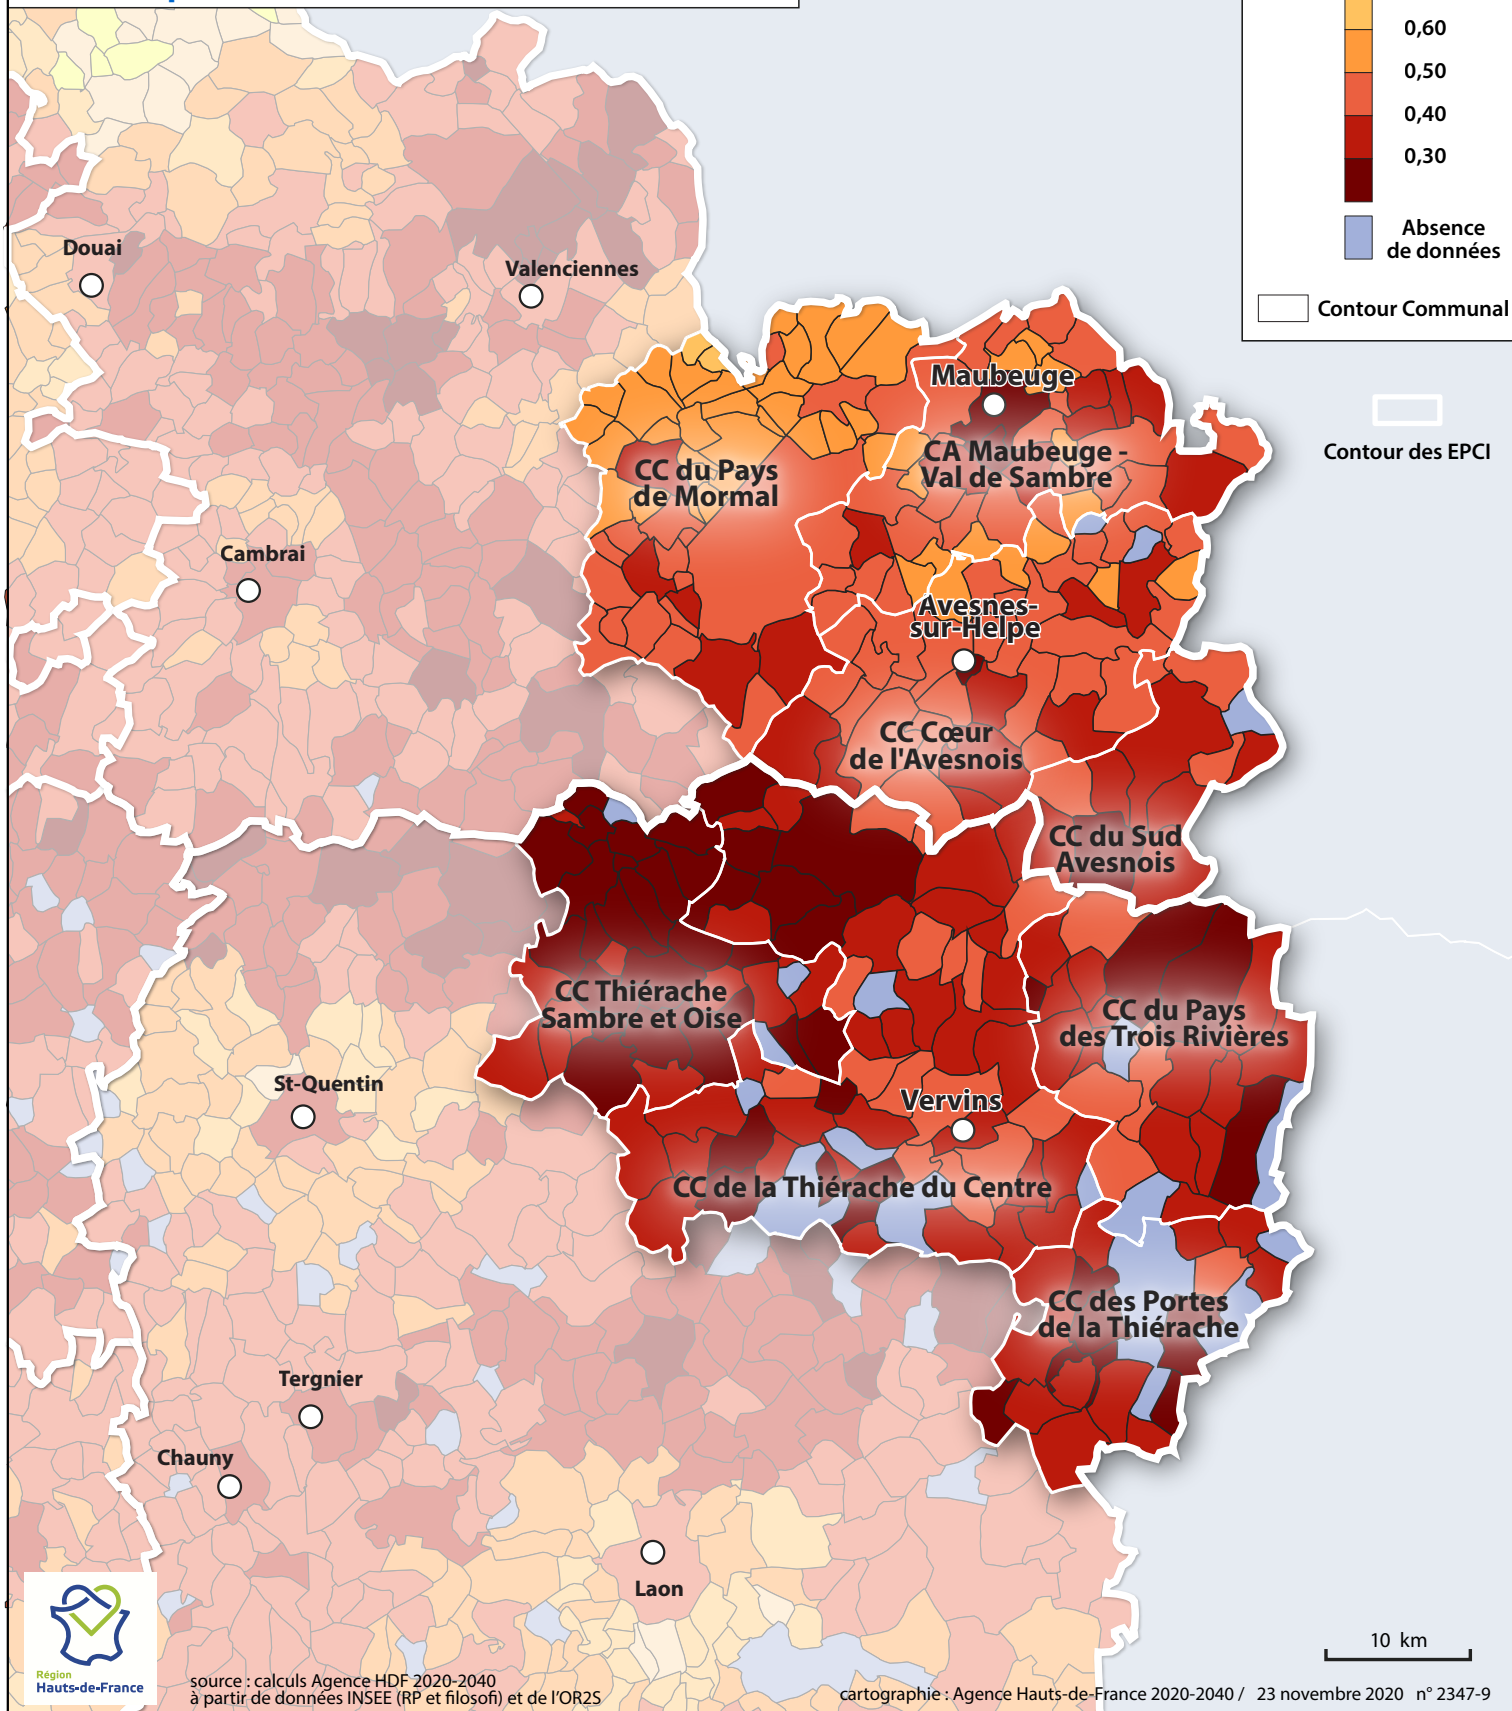 0,60
0,50
0,40
0,30
Absence
de données
Contour Communal
Contour des EPCI
Douai
Valenciennes
Maubeuge
CA Maubeuge -
Val de Sambre
CC du Pays
de Mormal
Cambrai
Avesnes-
sur-Helpe
CC Cœur
de l'Avesnois
CC du Sud
Avesnois
CC Thiérache
Sambre et Oise
CC du Pays
des Trois Rivières
St-Quentin
Vervins
CC de la Thiérache du Centre
CC des Portes
de la Thiérache
Tergnier
Chauny
Laon
Région
Hauts-de-France
source : calculs Agence HDF 2020-2040
à partir de données INSEE (RP et filosofi) et de l'OR2S
10 km
cartographie : Agence Hauts-de-France 2020-2040 / 23 novembre 2020 n° 2347-9